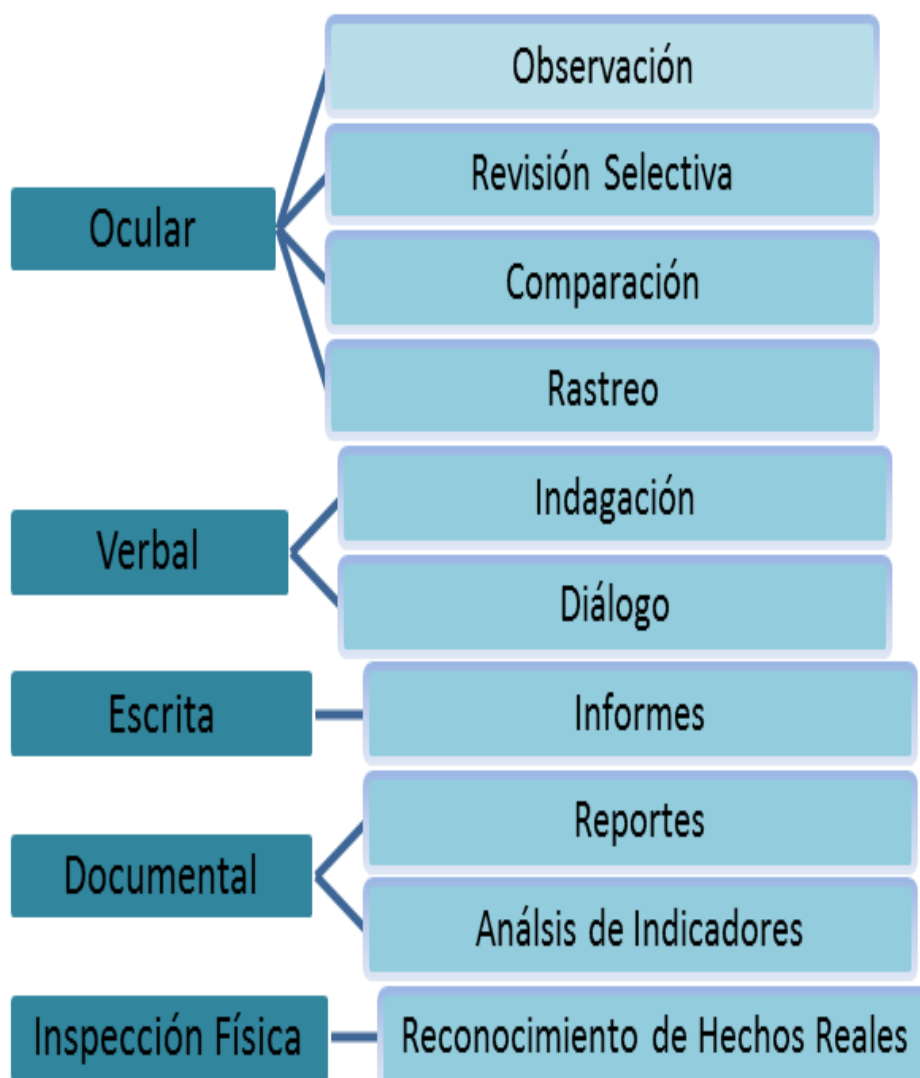 Ocular
Observación
Revisión Selectiva
Comparación
Rastreo
Verbal
Indagación
Diálogo
Escrita
Informes
Documental
Reportes
Análsis de Indicadores
Inspección Física
Reconocimiento de Hechos Reales